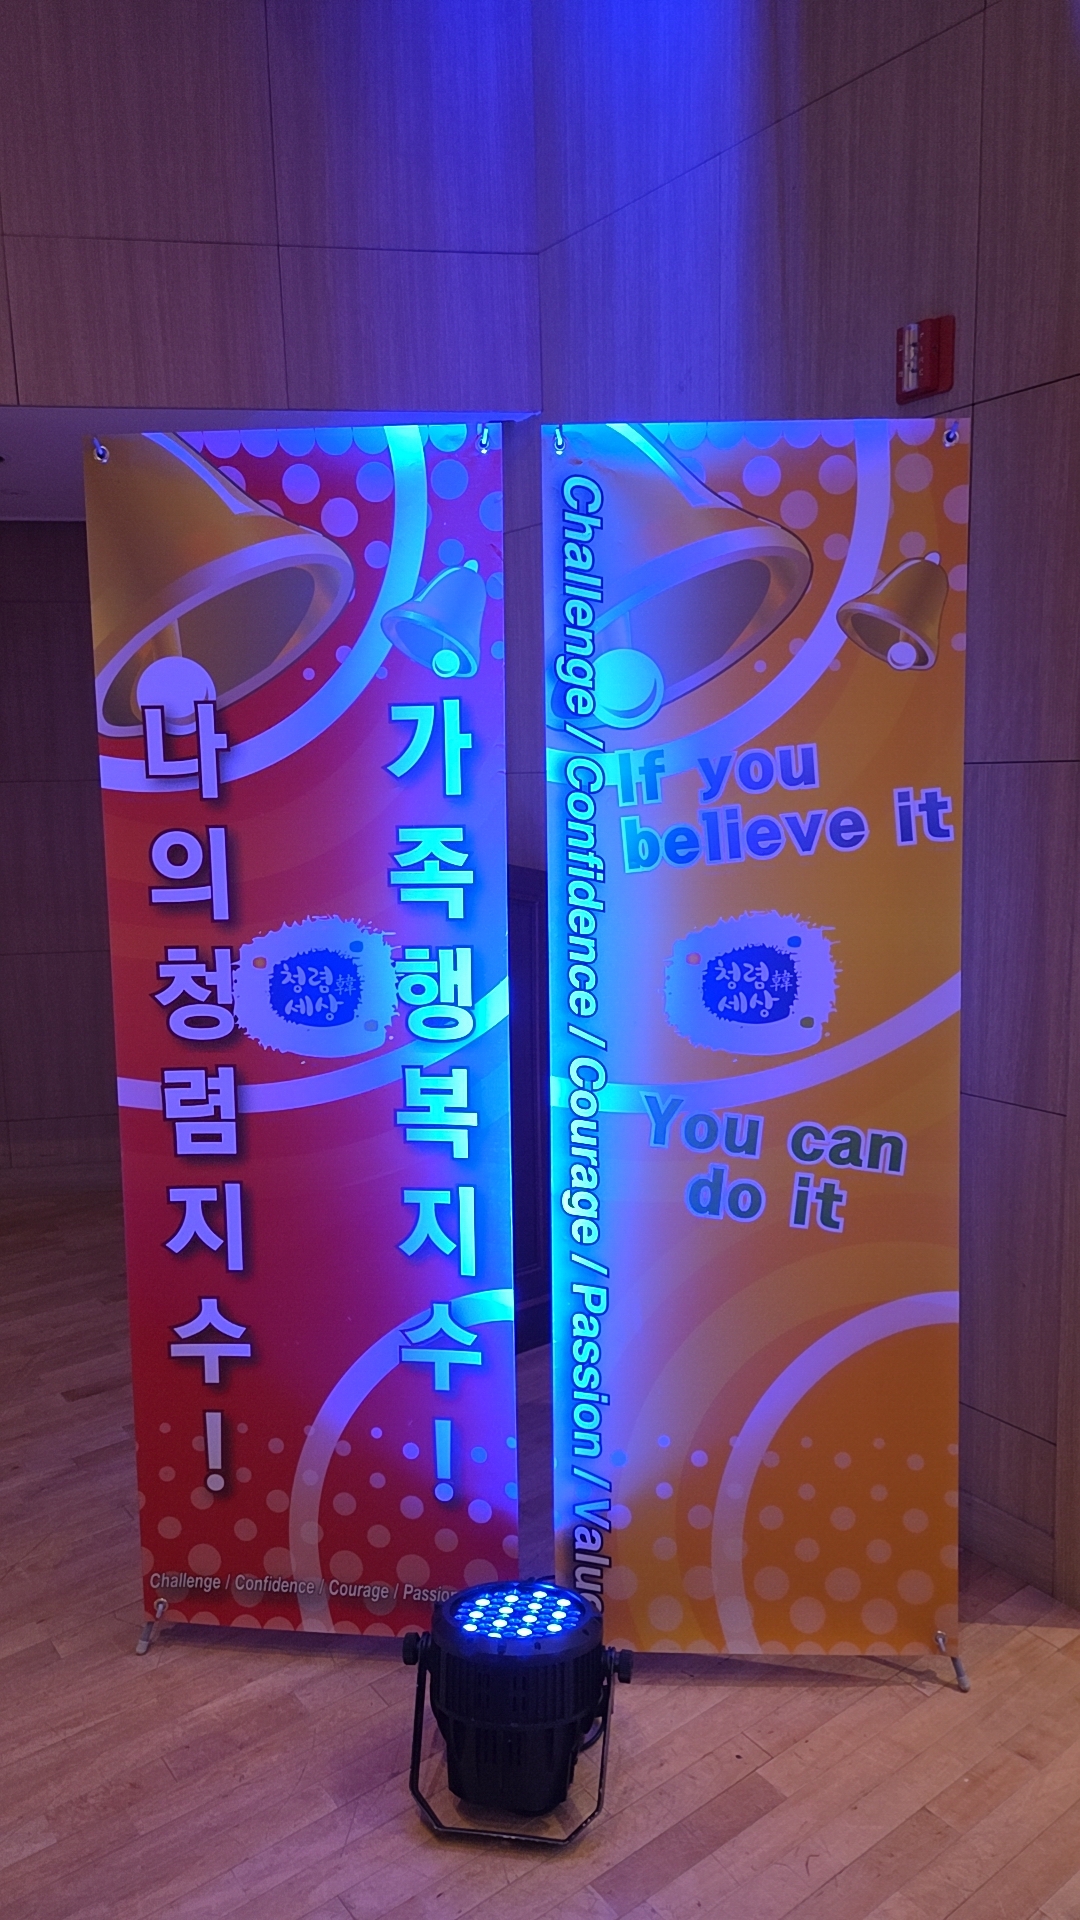 나의청렴지수!
가족행복지수!
청렴韓
세상
Challenge / Confidence / Courage / Passion
Challenge / Confidence / Courage / Passion / Value
If you
believe it
청렴韓
세상
You can
do it